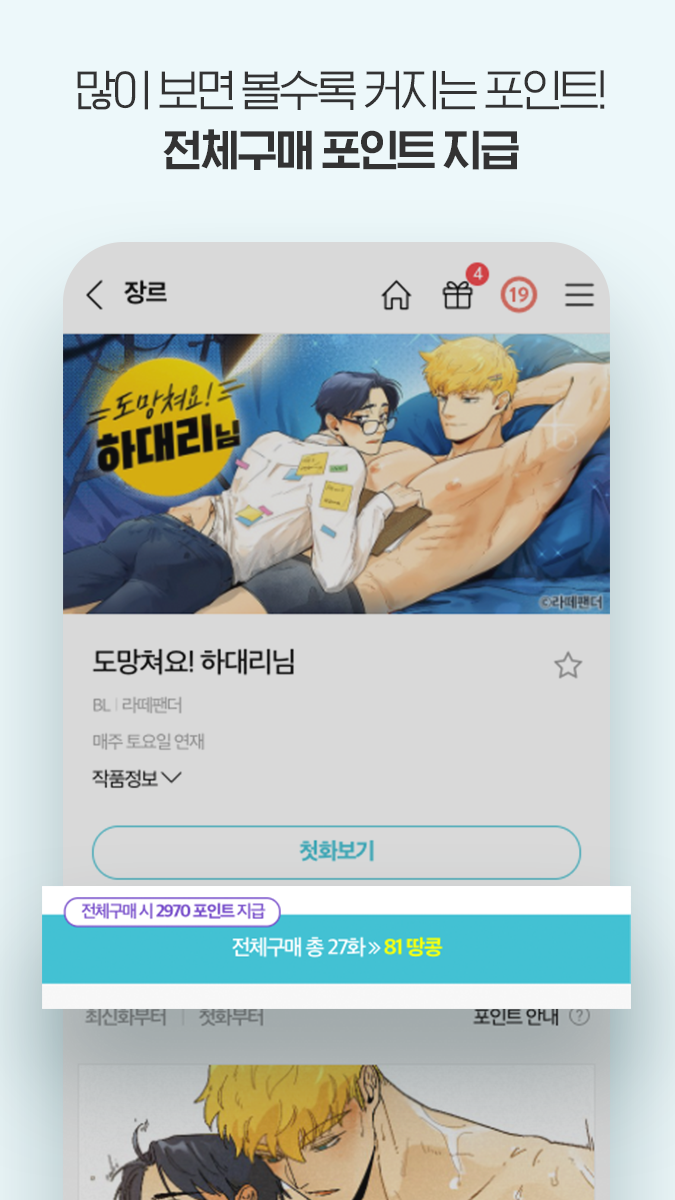 많이 보면 볼수록 커지는 포인트!
전체구매 포인트 지급
장르
4
19
도망쳐요!
하대리님
©라떼팬더
도망쳐요! 하대리님
BL | 라떼팬더
매주 토요일 연재
작품정보
첫화보기
전체구매 시 2970 포인트 지급
전체구매 총 27화 » 81 땅콩
최신화부터 | 첫화부터
포인트 안내 ?